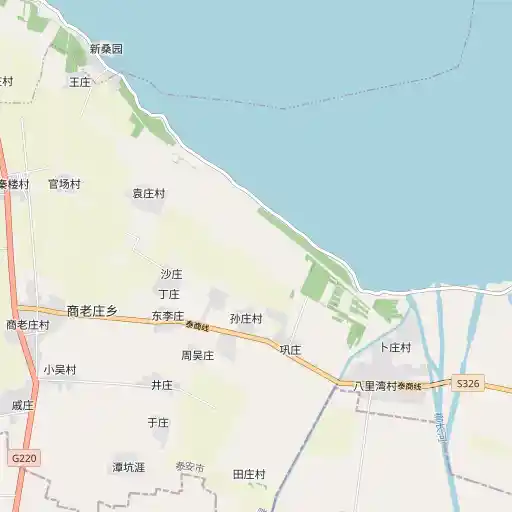 新桑园
王庄
庄村
秦楼村
官场村
袁庄村
沙庄
丁庄
商老庄乡
东李庄
泰商线
孙庄村
商老庄村
周吴庄
巩庄
卜庄村
小吴村
井庄
八里湾村
泰商线
S326
戚庄
于庄
G220
潭坑涯
泰安市
田庄村